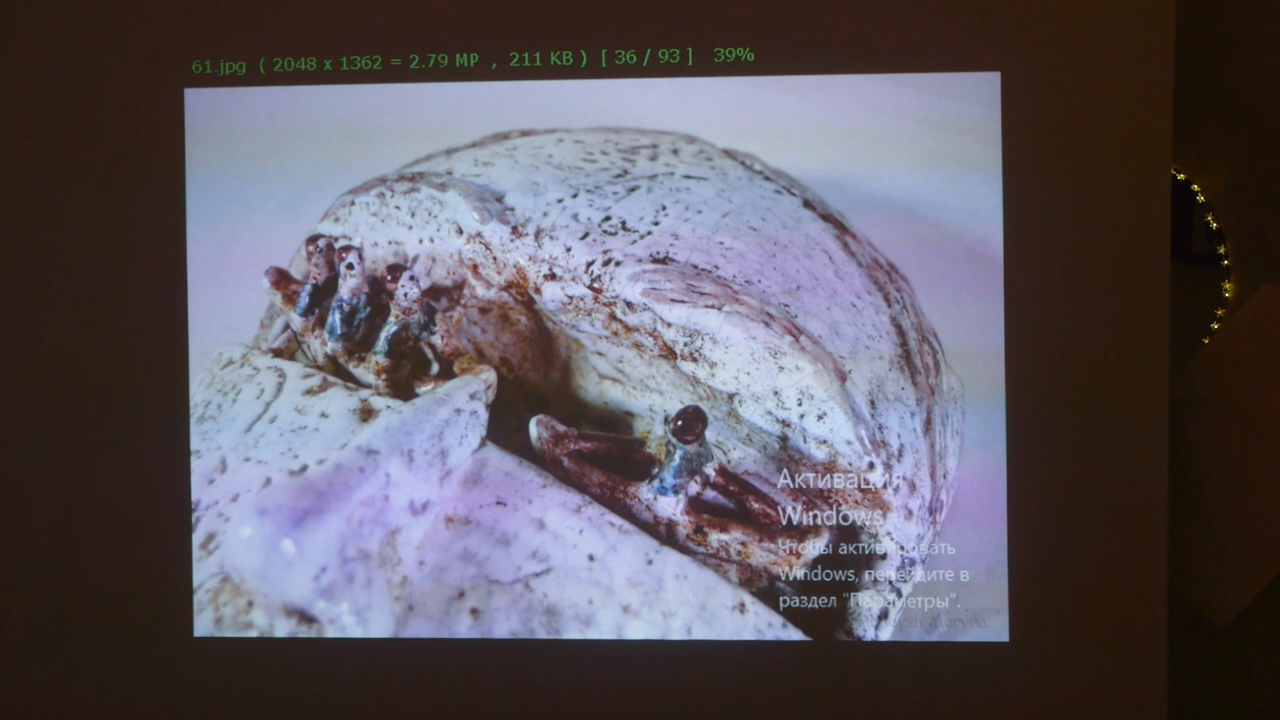 61.jpg ( 2048 x 1362 = 2.79 MP , 211 KB ) [ 36 / 93 ] 39%
Активация
Windows
Чтобы активировать
Windows, перейдите в
раздел "Параметры".